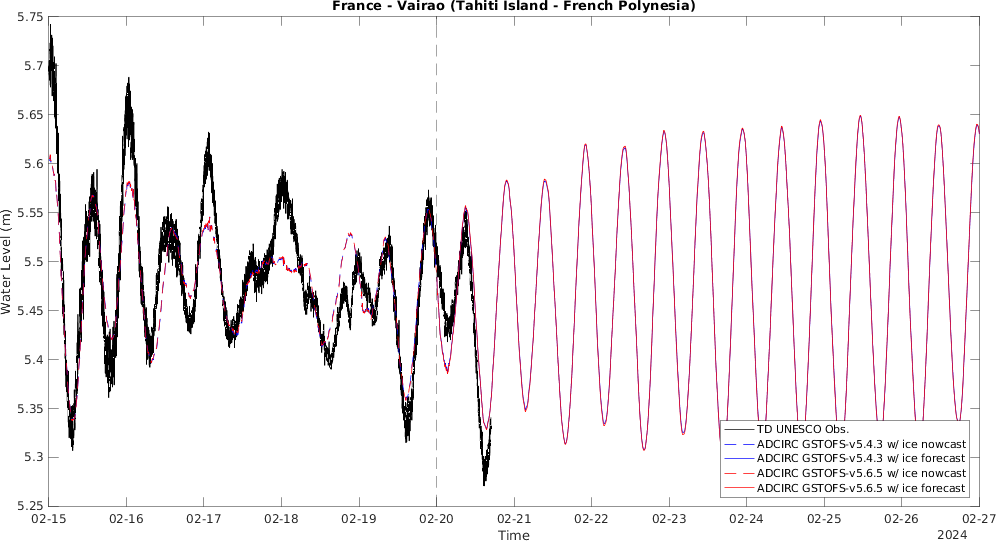 France - Vairao (Tahiti Island - French Polynesia)
5.75
5.7
5.65
5.6
5.55
5.5
5.45
5.4
5.35
5.3
5.25
Water Level (m)
TD UNESCO Obs.
ADCIRC GSTOFS-v5.4.3 w/ ice nowcast
ADCIRC GSTOFS-v5.4.3 w/ ice forecast
ADCIRC GSTOFS-v5.6.5 w/ ice nowcast
ADCIRC GSTOFS-v5.6.5 w/ ice forecast
02-15 02-16 02-17 02-18 02-19 02-20 02-21 02-22 02-23 02-24 02-25 02-26 02-27
Time
2024